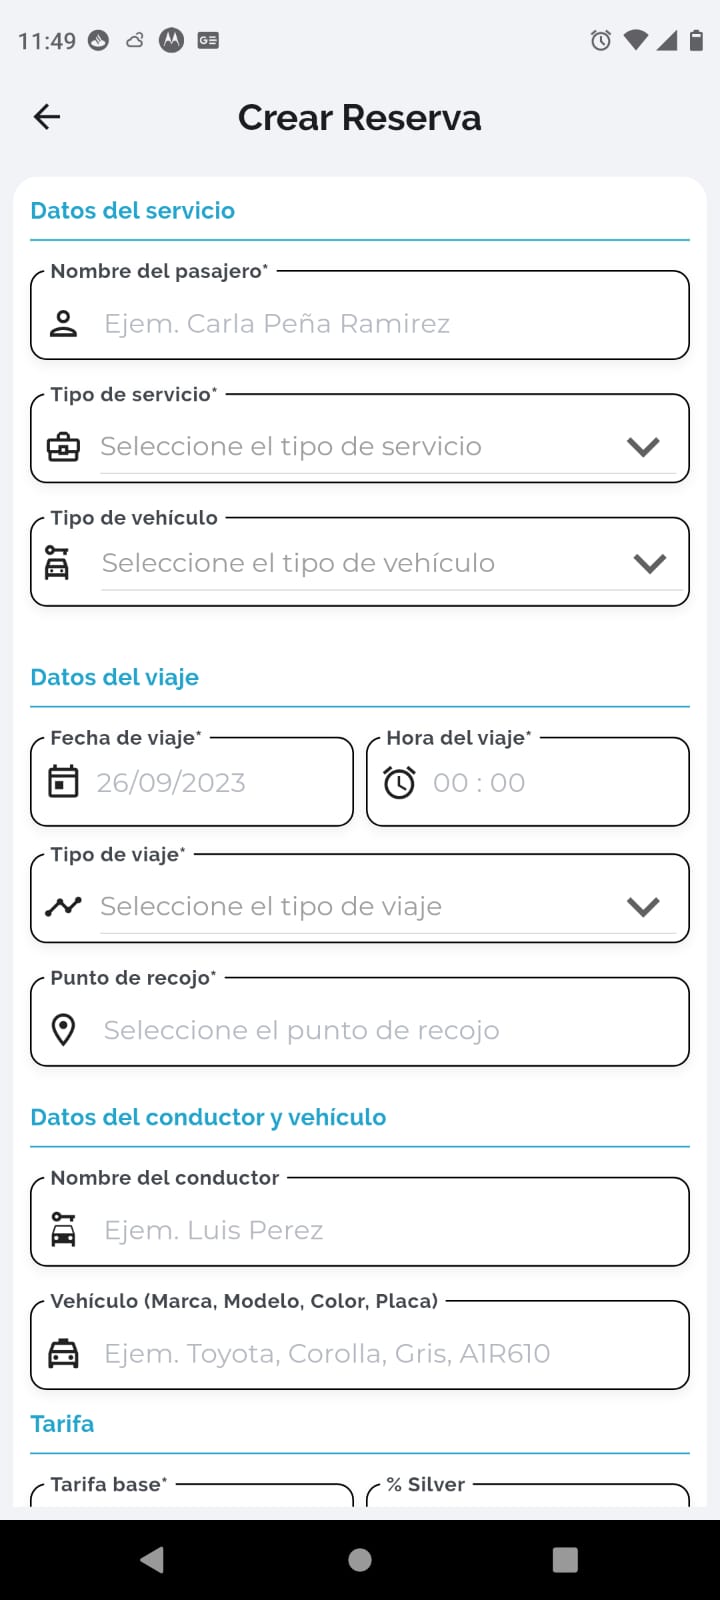 11:49
GE
Crear Reserva
Datos del servicio
Nombre del pasajero*
Ejem. Carla Peña Ramirez
Tipo de servicio*
Seleccione el tipo de servicio
Tipo de vehículo
Seleccione el tipo de vehículo
Datos del viaje
Fecha de viaje* Hora del viaje*
26/09/2023 00 : 00
Tipo de viaje*
Seleccione el tipo de viaje
Punto de recojo*
Seleccione el punto de recojo
Datos del conductor y vehículo
Nombre del conductor
Ejem. Luis Perez
Vehículo (Marca, Modelo, Color, Placa)
Ejem. Toyota, Corolla, Gris, A1R610
Tarifa
Tarifa base* % Silver